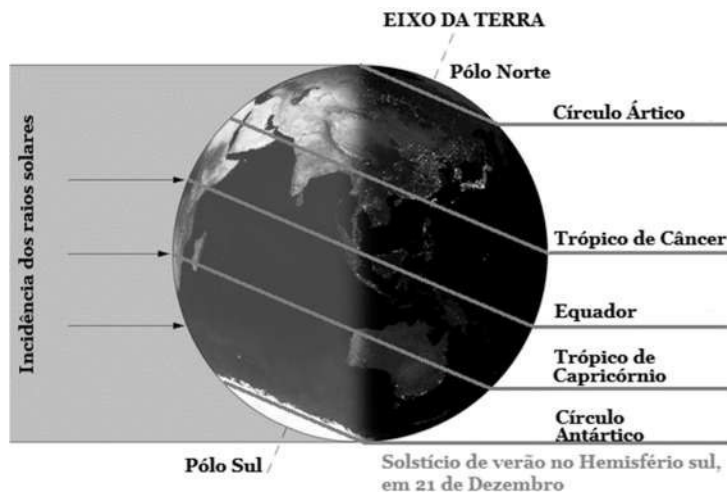 EIXO DA TERRA
Pólo Norte
Círculo Ártico
Incidência dos raios solares
Trópico de Câncer
Equador
Trópico de
Capricórnio
Círculo
Antártico
Pólo Sul
Solstício de verão no Hemisfério sul,
em 21 de Dezembro